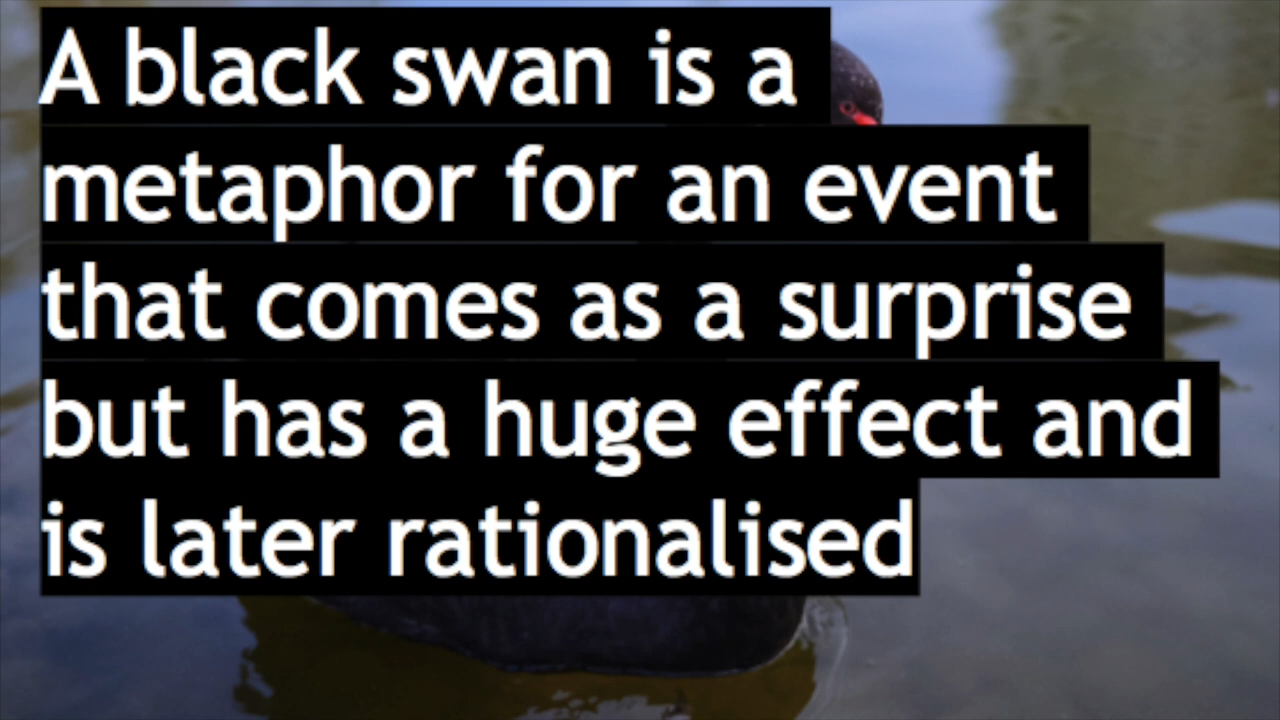 A black swan is a
metaphor for an event
that comes as a surprise
but has a huge effect and
is later rationalised